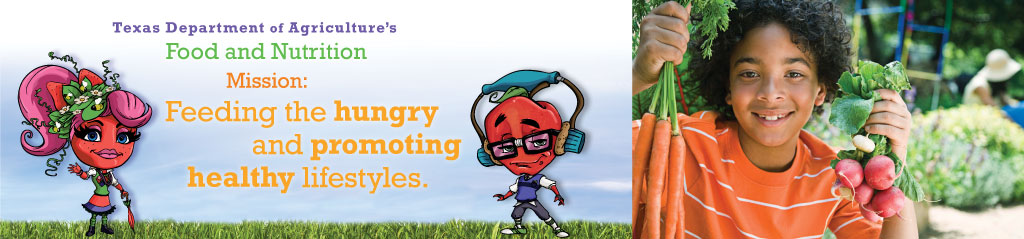 Texas Department of Agriculture's
Food and Nutrition
Mission:
Feeding the hungry
and promoting
healthy lifestyles.